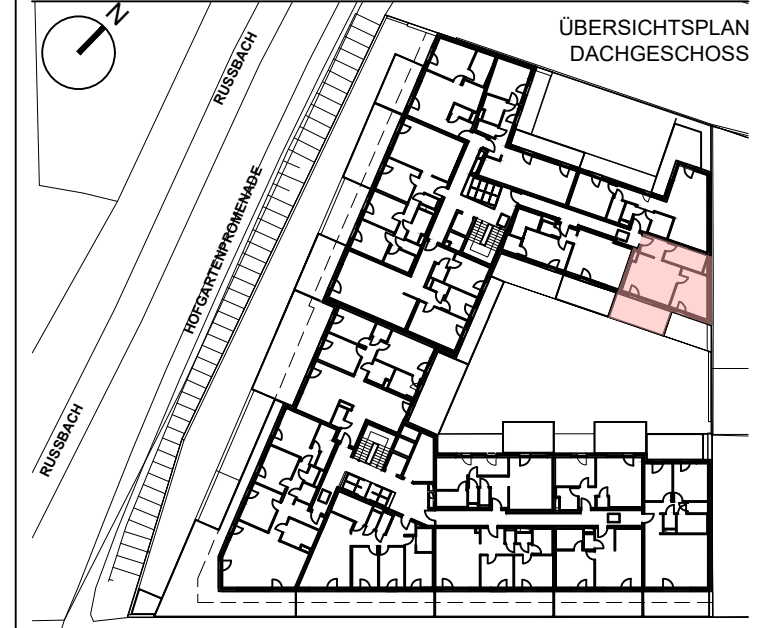 N
ÜBERSICHTSPLAN
DACHGESCHOSS
RUSSBACH
HOFGARTENPROMENADE
RUSSBACH